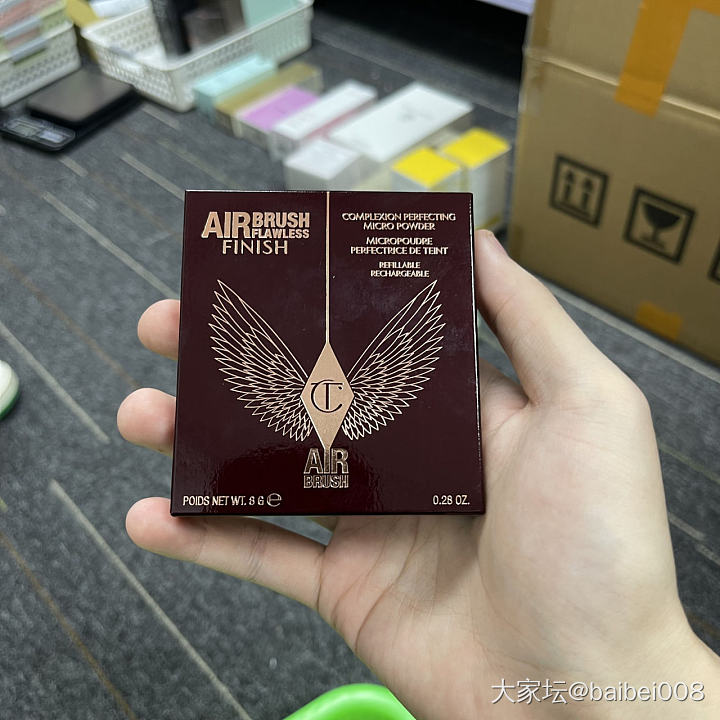 AIRBRUSH
FLAWLESS
FINISH
COMPLEXION PERFECTING
MICRO POWDER
MICROPOUDRE
PERFECTRICE DE TEINT
REFILLABLE
RECHARGEABLE
CT
AIR
BRUSH
POIDS NET WT. 8 G ℮
0.28 OZ.
大家坛@baibei008